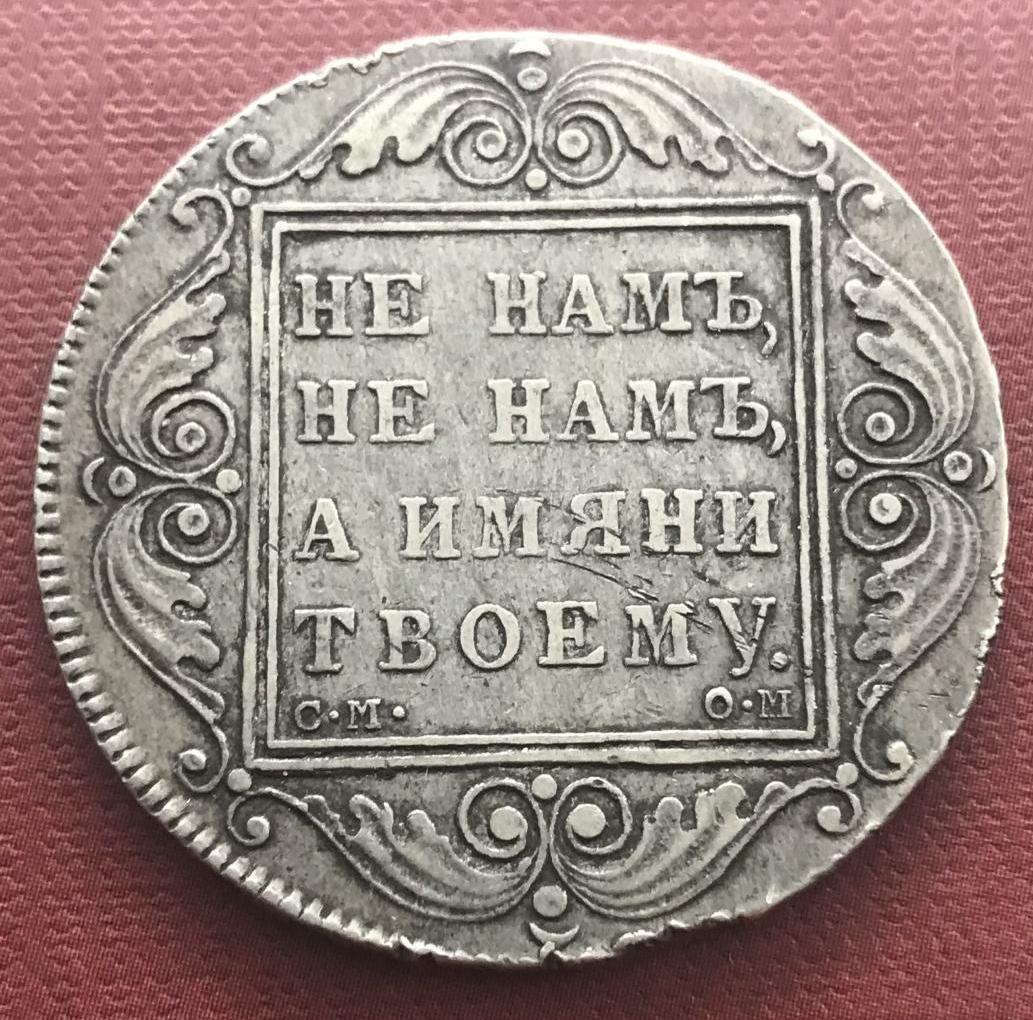 НЕ НАМЪ,
НЕ НАМЪ,
А ИМЯНИ
ТВОЕМУ.
С·М· О·М